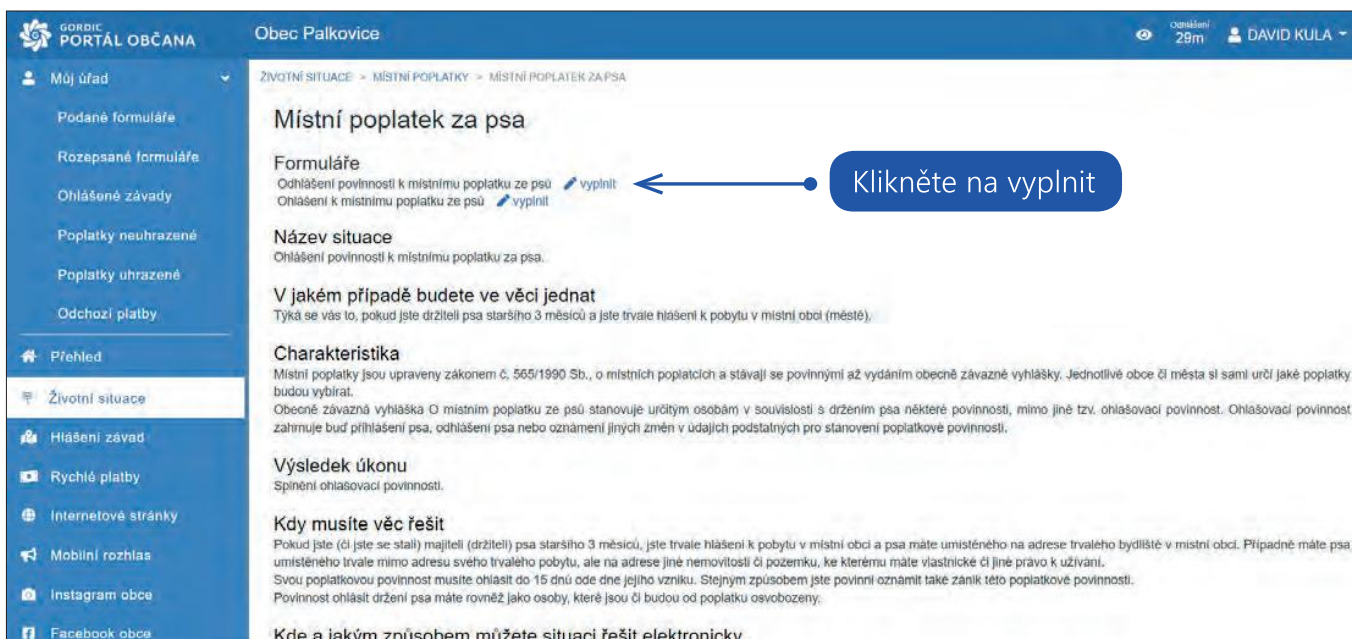 GORDIC
PORTÁL OBČANA
Obec Palkovice
Odhlášení
29m
DAVID KULA
Můj úřad
Podané formuláře
Rozepsané formuláře
Ohlášené závady
Poplatky neuhrazené
Poplatky uhrazené
Odchozí platby
Přehled
Životní situace
Hlášení závad
Rychlé platby
Internetové stránky
Mobilní rozhlas
Instagram obce
Facebook obce
ŽIVOTNÍ SITUACE > MÍSTNÍ POPLATKY > MÍSTNÍ POPLATEK ZA PSA
Místní poplatek za psa
Formuláře
Odhlášení povinnosti k místnímu poplatku ze psů vyplnit
Ohlášení k místnímu poplatku ze psů vyplnit
Klikněte na vyplnit
Název situace
Ohlášení povinnosti k místnímu poplatku za psa.
V jakém případě budete ve věci jednat
Týká se vás to, pokud jste držiteli psa staršího 3 měsíců a jste trvale hlášeni k pobytu v místní obci (městě).
Charakteristika
Místní poplatky jsou upraveny zákonem č. 565/1990 Sb., o místních poplatcích a stávají se povinnými až vydáním obecně závazné vyhlášky. Jednotlivé obce či města si sami určí jaké poplatky
budou vybírat.
Obecně závazná vyhláška O místním poplatku ze psů stanovuje určitým osobám v souvislosti s držením psa některé povinnosti, mimo jiné tzv. ohlašovací povinnost. Ohlašovací povinnost
zahrnuje buď přihlášení psa, odhlášení psa nebo oznámení jiných změn v údajích podstatných pro stanovení poplatkové povinnosti.
Výsledek úkonu
Splnění ohlašovací povinnosti.
Kdy musíte věc řešit
Pokud jste (či jste se stali) majiteli (držiteli) psa staršího 3 měsíců, jste trvale hlášeni k pobytu v místní obci a psa máte umístěného na adrese trvalého bydliště v místní obci. Případně máte psa
umístěného trvale mimo adresu svého trvalého pobytu, ale na adrese jiné nemovitosti či pozemku, ke kterému máte vlastnické či jiné právo k užívání.
Svou poplatkovou povinnost musíte ohlásit do 15 dnů ode dne jejího vzniku. Stejným způsobem jste povinni oznámit také zánik této poplatkové povinnosti.
Povinnost ohlásit držení psa máte rovněž jako osoby, které jsou či budou od poplatku osvobozeny.
Kde a jakým způsobem můžete situaci řešit elektronicky